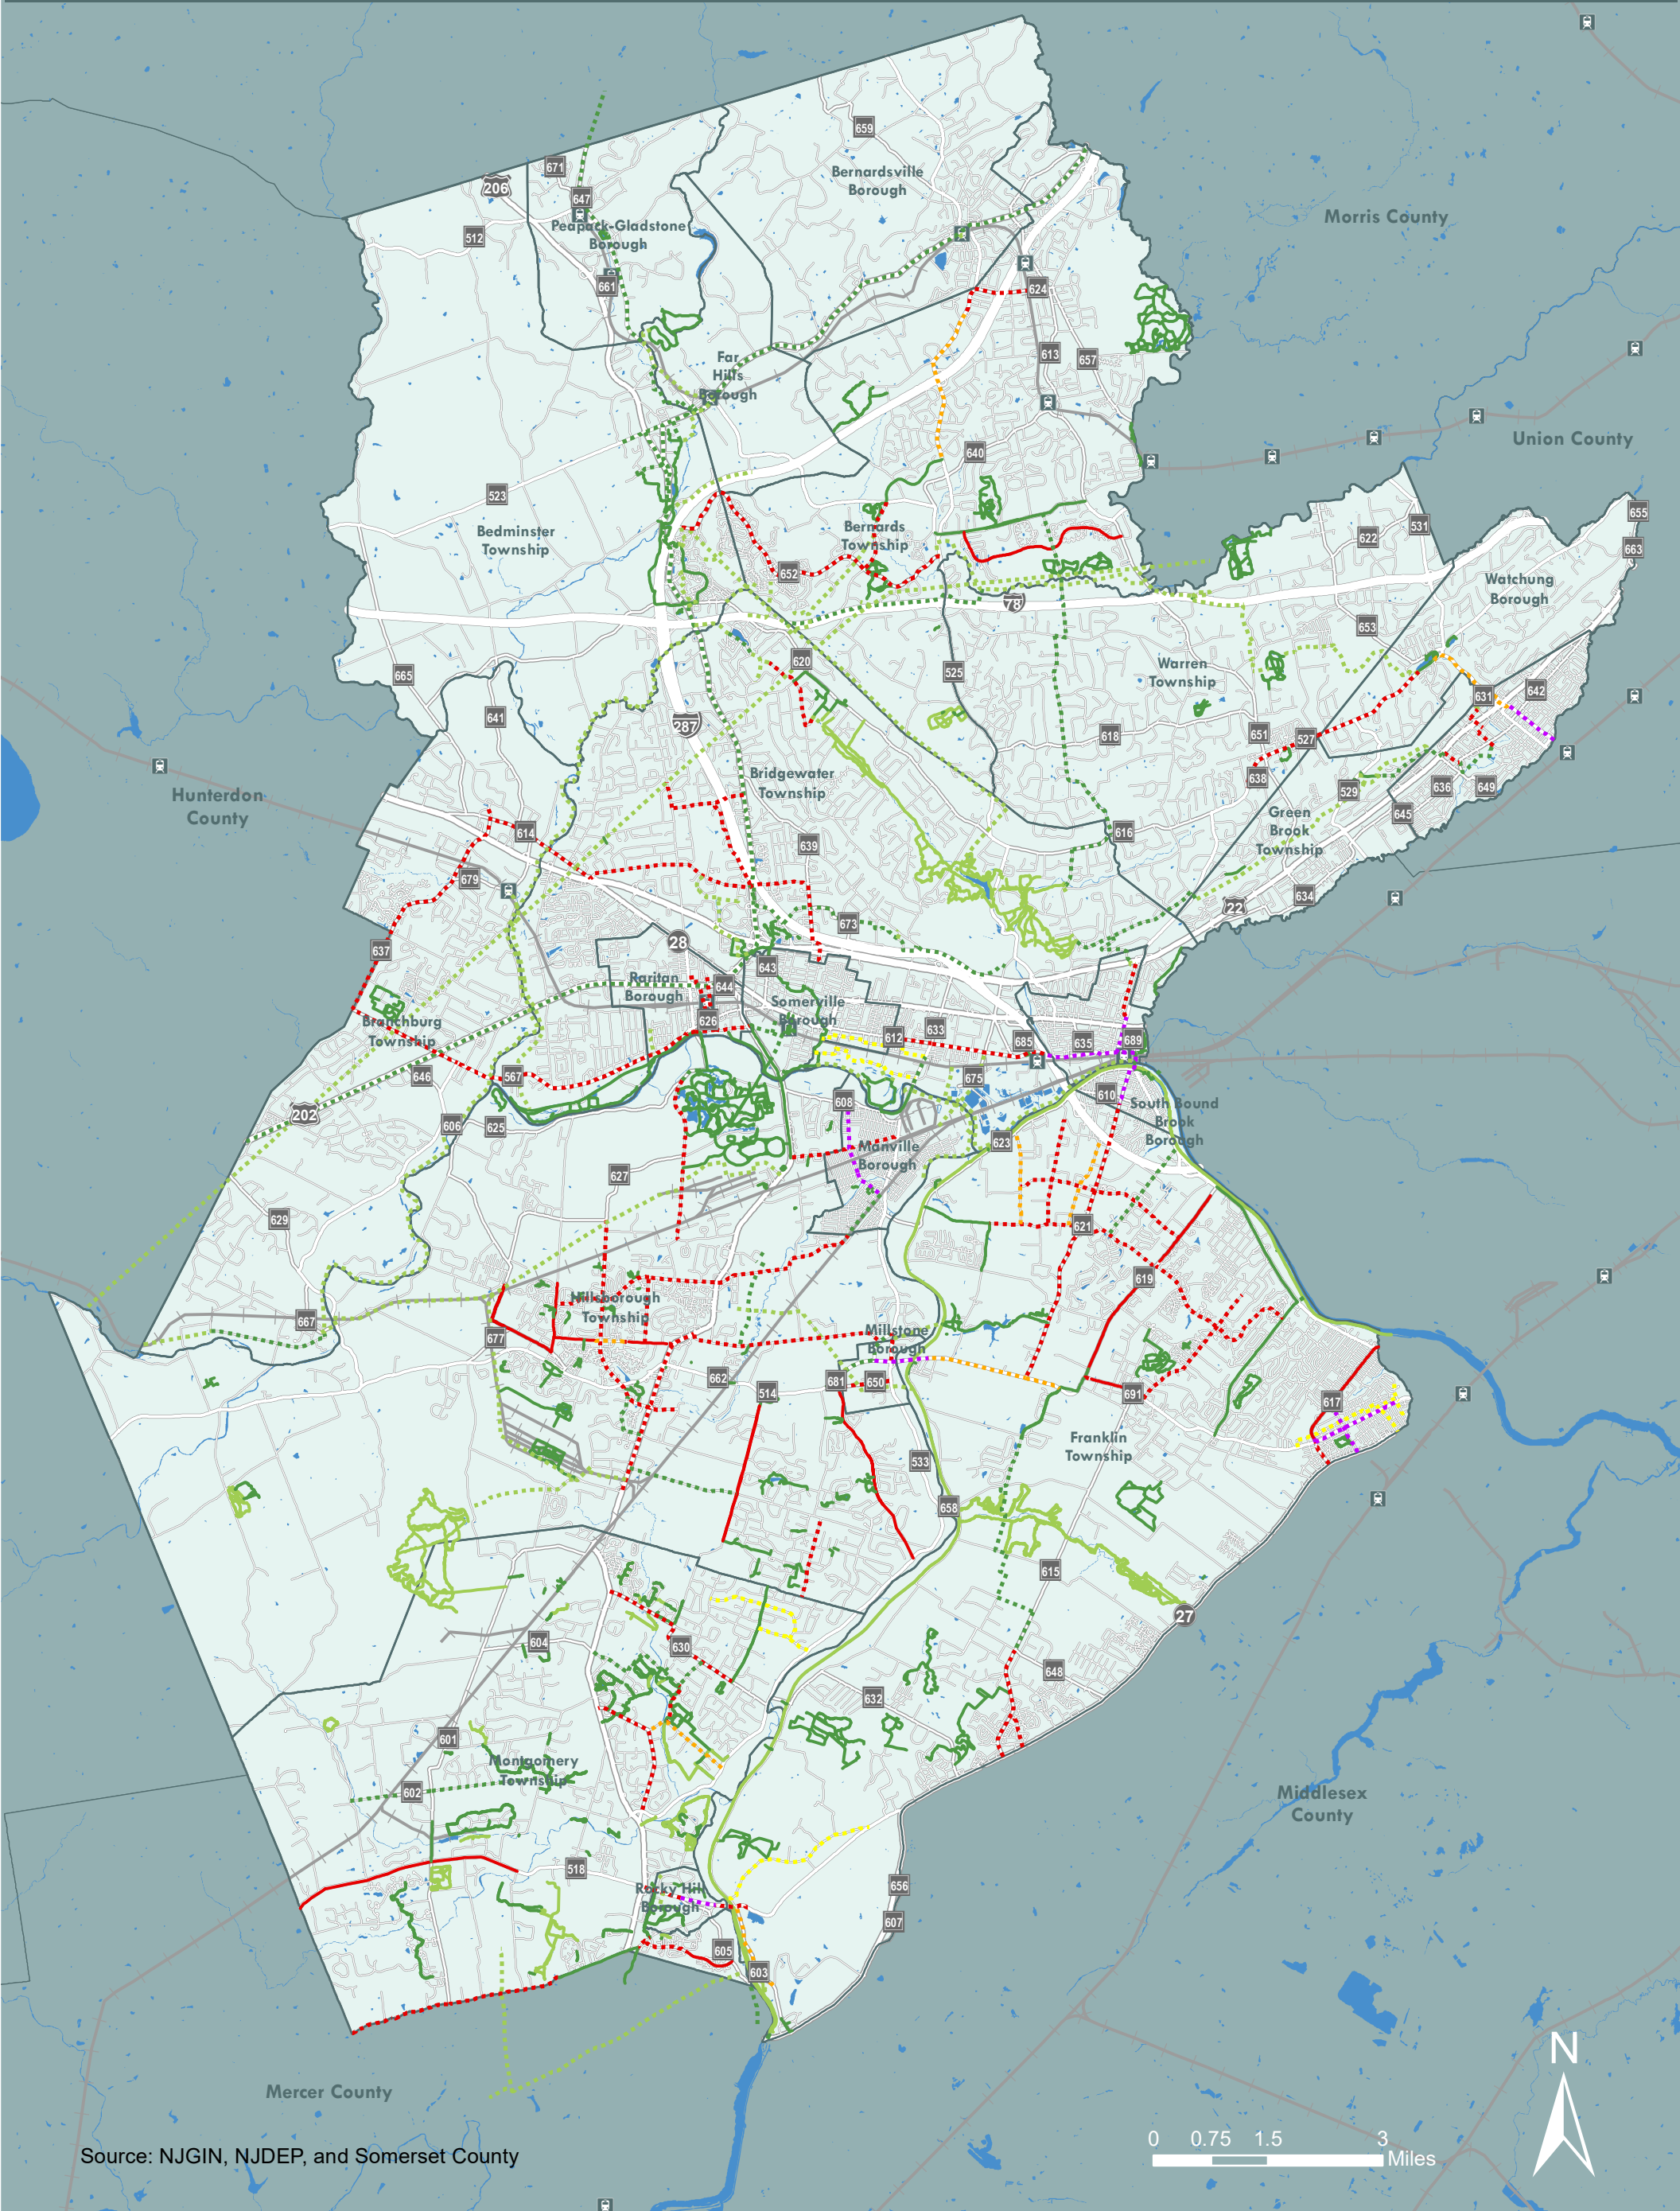 659
671
Bernardsville
Borough
206
647
Morris County
Peapack-Gladstone
Borough
512
661
624
613
657
Far
Hills
Borough
Union County
640
523
655
531
Bernards
Township
Bedminster
Township
622
663
652
Watchung
Borough
78
653
620
Warren
Township
525
665
631
642
641
287
618
651
527
Bridgewater
Township
638
Hunterdon
County
529
636
649
645
614
Green
Brook
Township
616
639
679
634
22
673
28
637
643
Raritan
Borough
644
Somerville
Borough
626
Branchburg
Township
633
612
685
635
689
646
567
675
202
608
610
South Bound
Brook
Borough
606
625
623
Manville
Borough
627
629
621
619
Hillsborough
Township
667
677
Millstone
Borough
662
681
650
514
691
617
Franklin
Township
533
658
615
27
604
630
648
632
601
Montgomery
Township
602
Middlesex
County
518
656
Rocky Hill
Borough
607
605
603
N
Mercer County
0 0.75 1.5 3
Miles
Source: NJGIN, NJDEP, and Somerset County